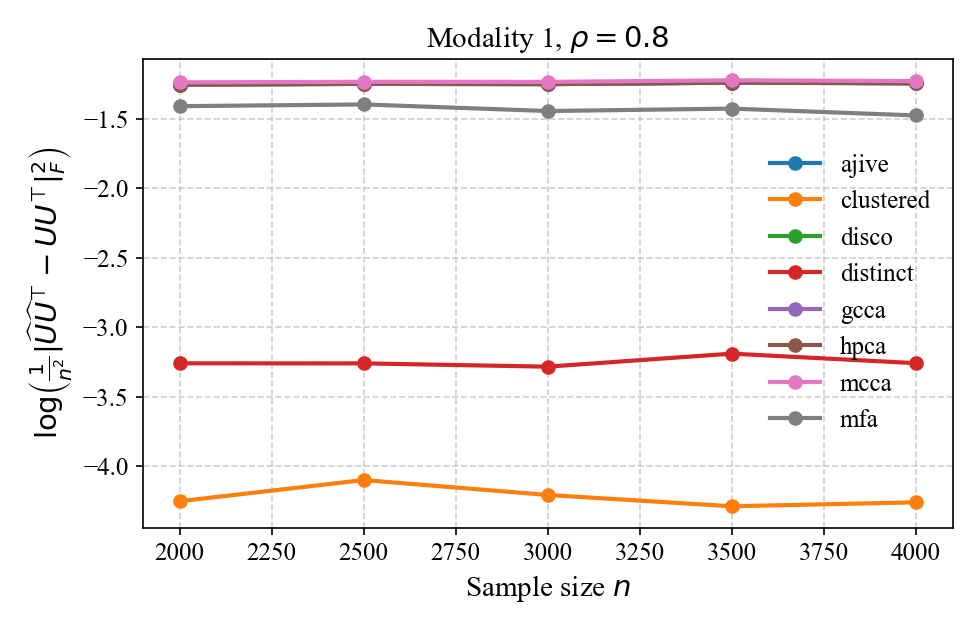 Modality 1, ρ = 0.8
log(1/n² |ÛÛ⊤ − UU⊤|²_F)
−1.5
−2.0
−2.5
−3.0
−3.5
−4.0
ajive
clustered
disco
distinct
gcca
hpca
mcca
mfa
2000 2250 2500 2750 3000 3250 3500 3750 4000
Sample size n